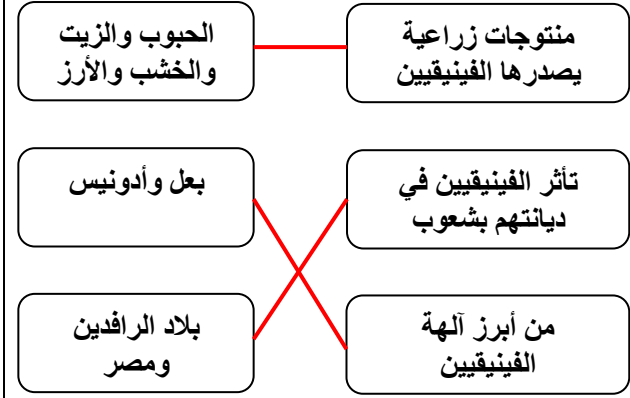 منتوجات زراعية
يصدرها الفينيقيين
الحبوب والزيت
والخشب والأرز
تأثر الفينيقيين في
ديانتهم بشعوب
بعل وأدونيس
من أبرز آلهة
الفينيقيين
بلاد الرافدين
ومصر